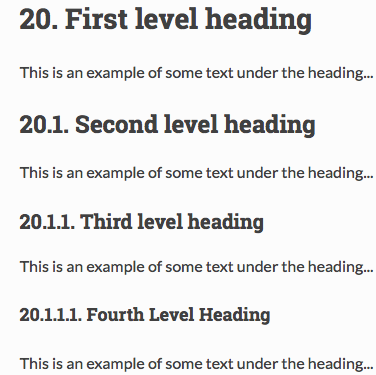 20. First level heading
This is an example of some text under the heading...
20.1. Second level heading
This is an example of some text under the heading...
20.1.1. Third level heading
This is an example of some text under the heading...
20.1.1.1. Fourth Level Heading
This is an example of some text under the heading...